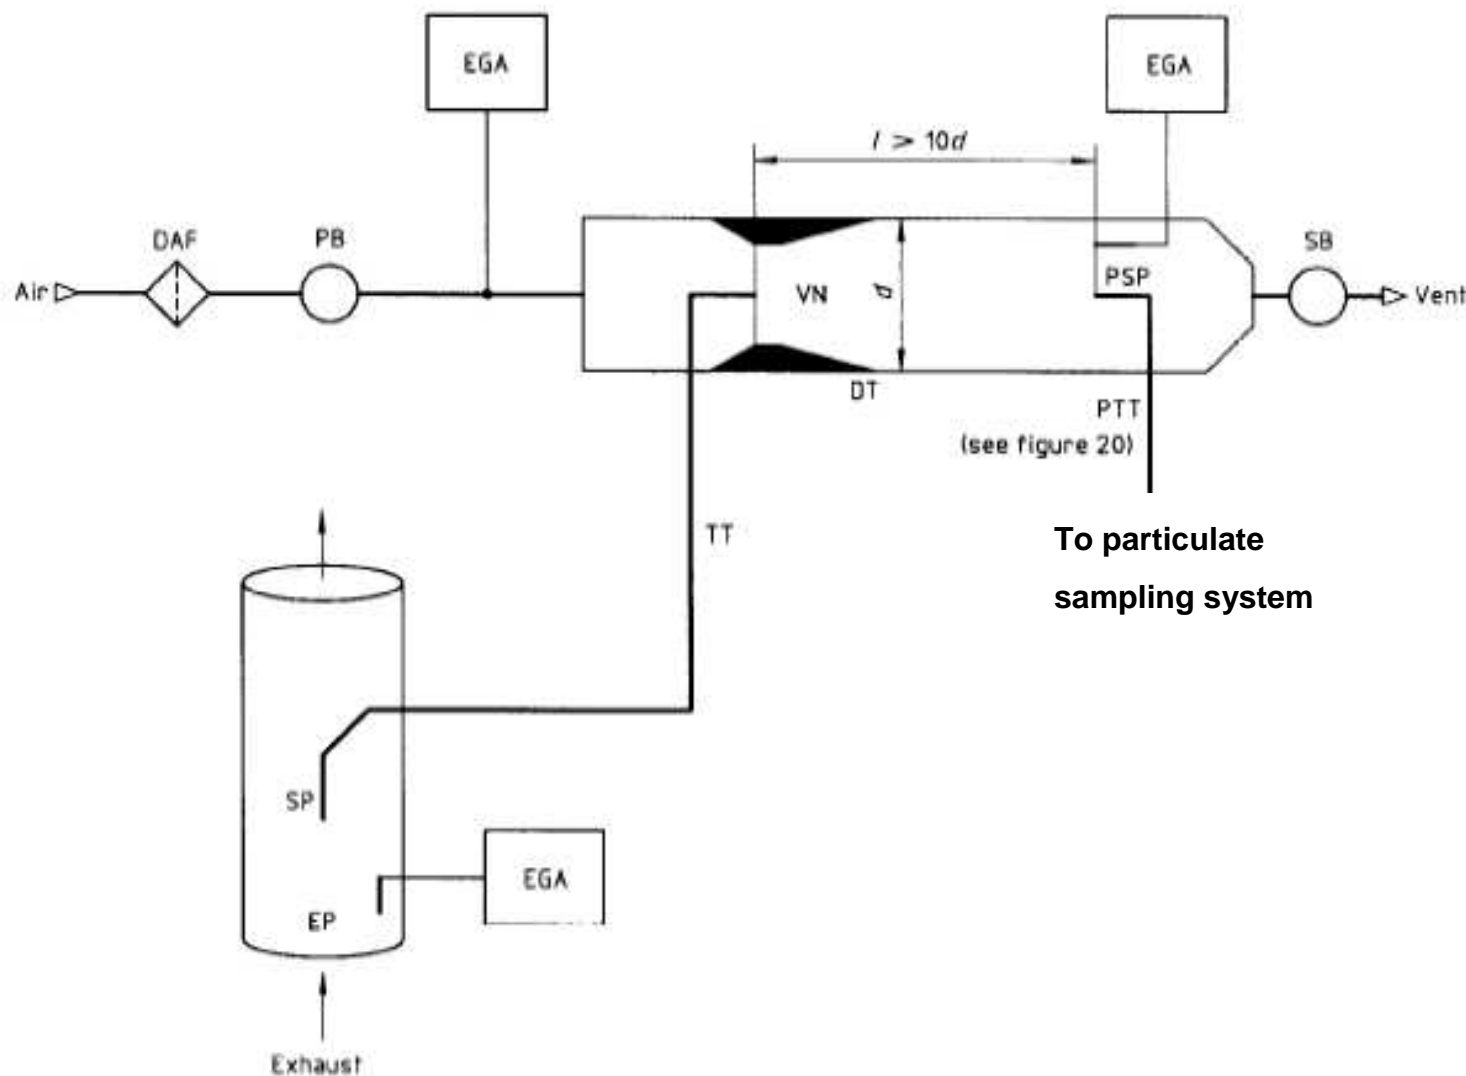 EGA
EGA
l > 10d
DAF
PB
SB
Air
VN
d
PSP
Vent
DT
PTT
(see figure 20)
TT
To particulate
sampling system
SP
EGA
EP
Exhaust